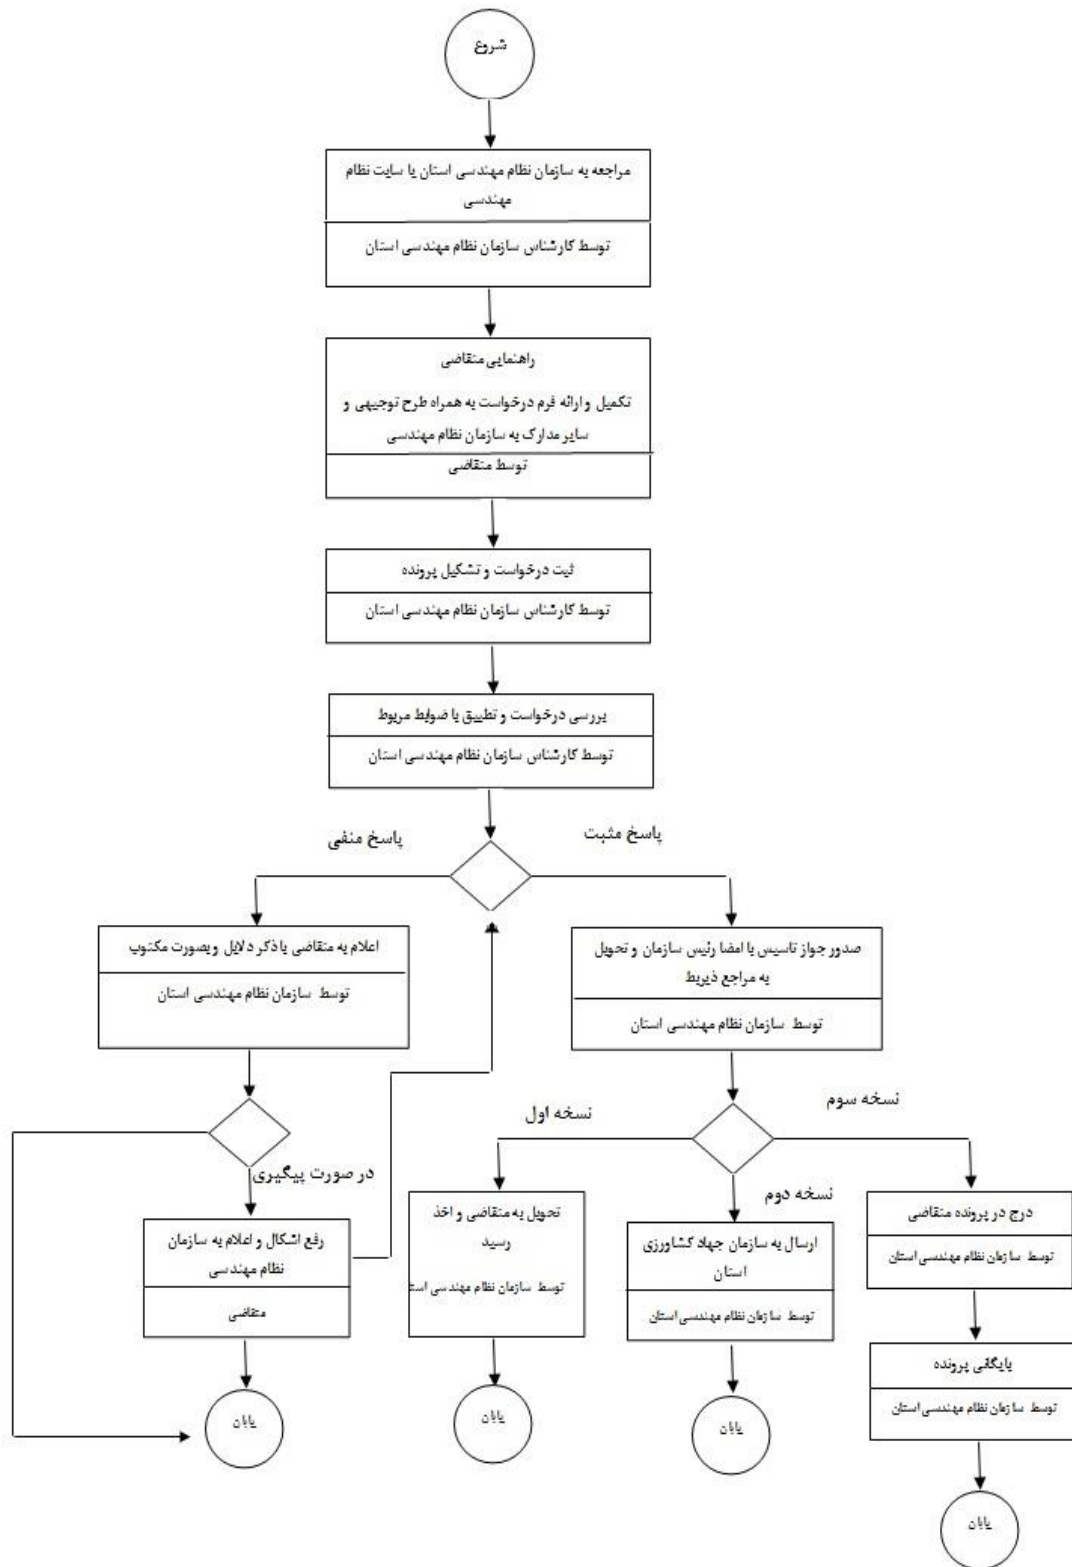 شروع
مراجعه به سازمان نظام مهندسی استان یا سایت نظام
مهندسی
توسط کارشناس سازمان نظام مهندسی استان
راهنمایی متقاضی
تکمیل و ارائه فرم درخواست به همراه طرح توجیهی و
سایر مدارک به سازمان نظام مهندسی
توسط متقاضی
ثبت درخواست و تشکیل پرونده
توسط کارشناس سازمان نظام مهندسی استان
بررسی درخواست و تطبیق با ضوابط مربوط
توسط کارشناس سازمان نظام مهندسی استان
پاسخ مثبت
پاسخ منفی
صدور جواز تاسیس با امضا رئیس سازمان و تحویل
به مراجع ذیربط
توسط سازمان نظام مهندسی استان
اعلام به متقاضی با ذکر دلایل و بصورت مکتوب
توسط سازمان نظام مهندسی استان
نسخه سوم
نسخه اول
نسخه دوم
در صورت پیگیری
درج در پرونده متقاضی
توسط سازمان نظام مهندسی استان
ارسال به سازمان جهاد کشاورزی
استان
توسط سازمان نظام مهندسی استان
تحویل به متقاضی و اخذ
رسید
توسط سازمان نظام مهندسی استا
رفع اشکال و اعلام به سازمان
نظام مهندسی
متقاضی
بایگانی پرونده
توسط سازمان نظام مهندسی استان
پایان
پایان
پایان
پایان